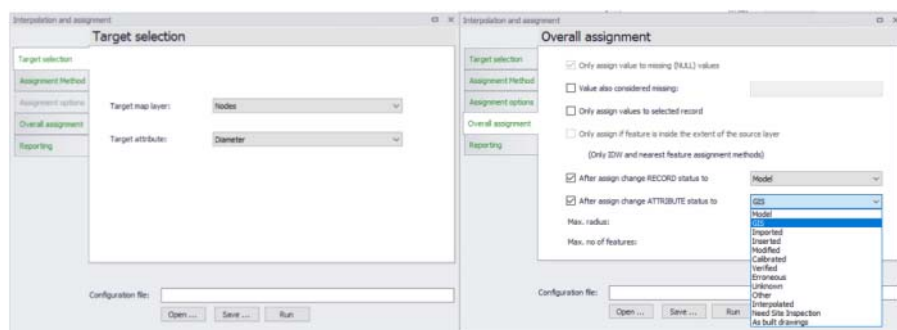 Interpolation and assignment
Target selection
Target selection
Assignment Method
Assignment options
Overall assignment
Reporting
Target map layer:
Nodes
Target attribute:
Diameter
Configuration file:
Open ...
Save ...
Run
Interpolation and assignment
Overall assignment
Target selection
Assignment Method
Assignment options
Overall assignment
Reporting
Only assign value to missing (NULL) values
Value also considered missing:
Only assign values to selected record
Only assign if feature is inside the extent of the source layer
(Only IDW and nearest feature assignment methods)
After assign change RECORD status to
Model
After assign change ATTRIBUTE status to
GIS
Max. radius:
Max. no of features:
Model
GIS
Imported
Inserted
Modified
Calibrated
Verified
Erroneous
Unknown
Other
Interpolated
Need Site Inspection
As built drawings
Configuration file:
Open ...
Save ...
Run